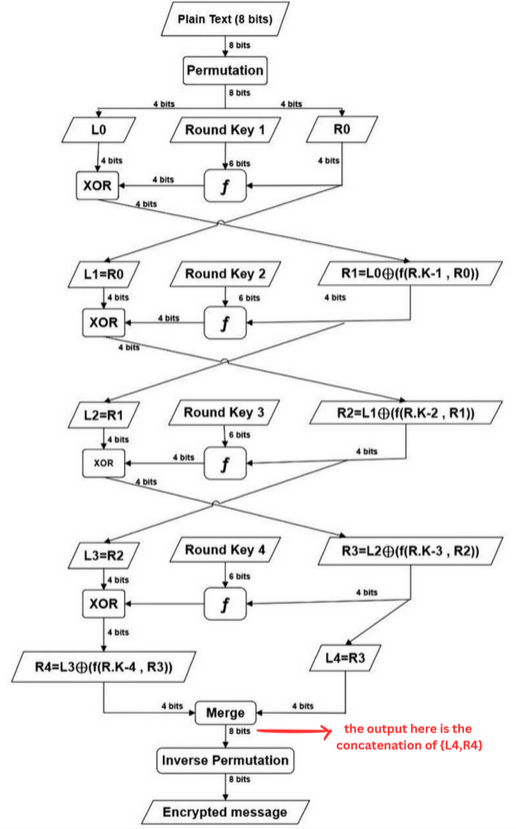 Plain Text (8 bits)
8 bits
Permutation
8 bits
4 bits
4 bits
L0
Round Key 1
R0
4 bits
6 bits
4 bits
4 bits
XOR
f
4 bits
L1=R0
Round Key 2
R1=L0⊕(f(R.K-1 , R0))
4 bits
6 bits
4 bits
4 bits
XOR
f
4 bits
L2=R1
Round Key 3
R2=L1⊕(f(R.K-2 , R1))
4 bits
6 bits
4 bits
4 bits
XOR
f
4 bits
L3=R2
Round Key 4
R3=L2⊕(f(R.K-3 , R2))
4 bits
6 bits
4 bits
XOR
f
4 bits
R4=L3⊕(f(R.K-4 , R3))
L4=R3
4 bits
4 bits
Merge
8 bits
the output here is the
concatenation of {L4,R4}
Inverse Permutation
8 bits
Encrypted message